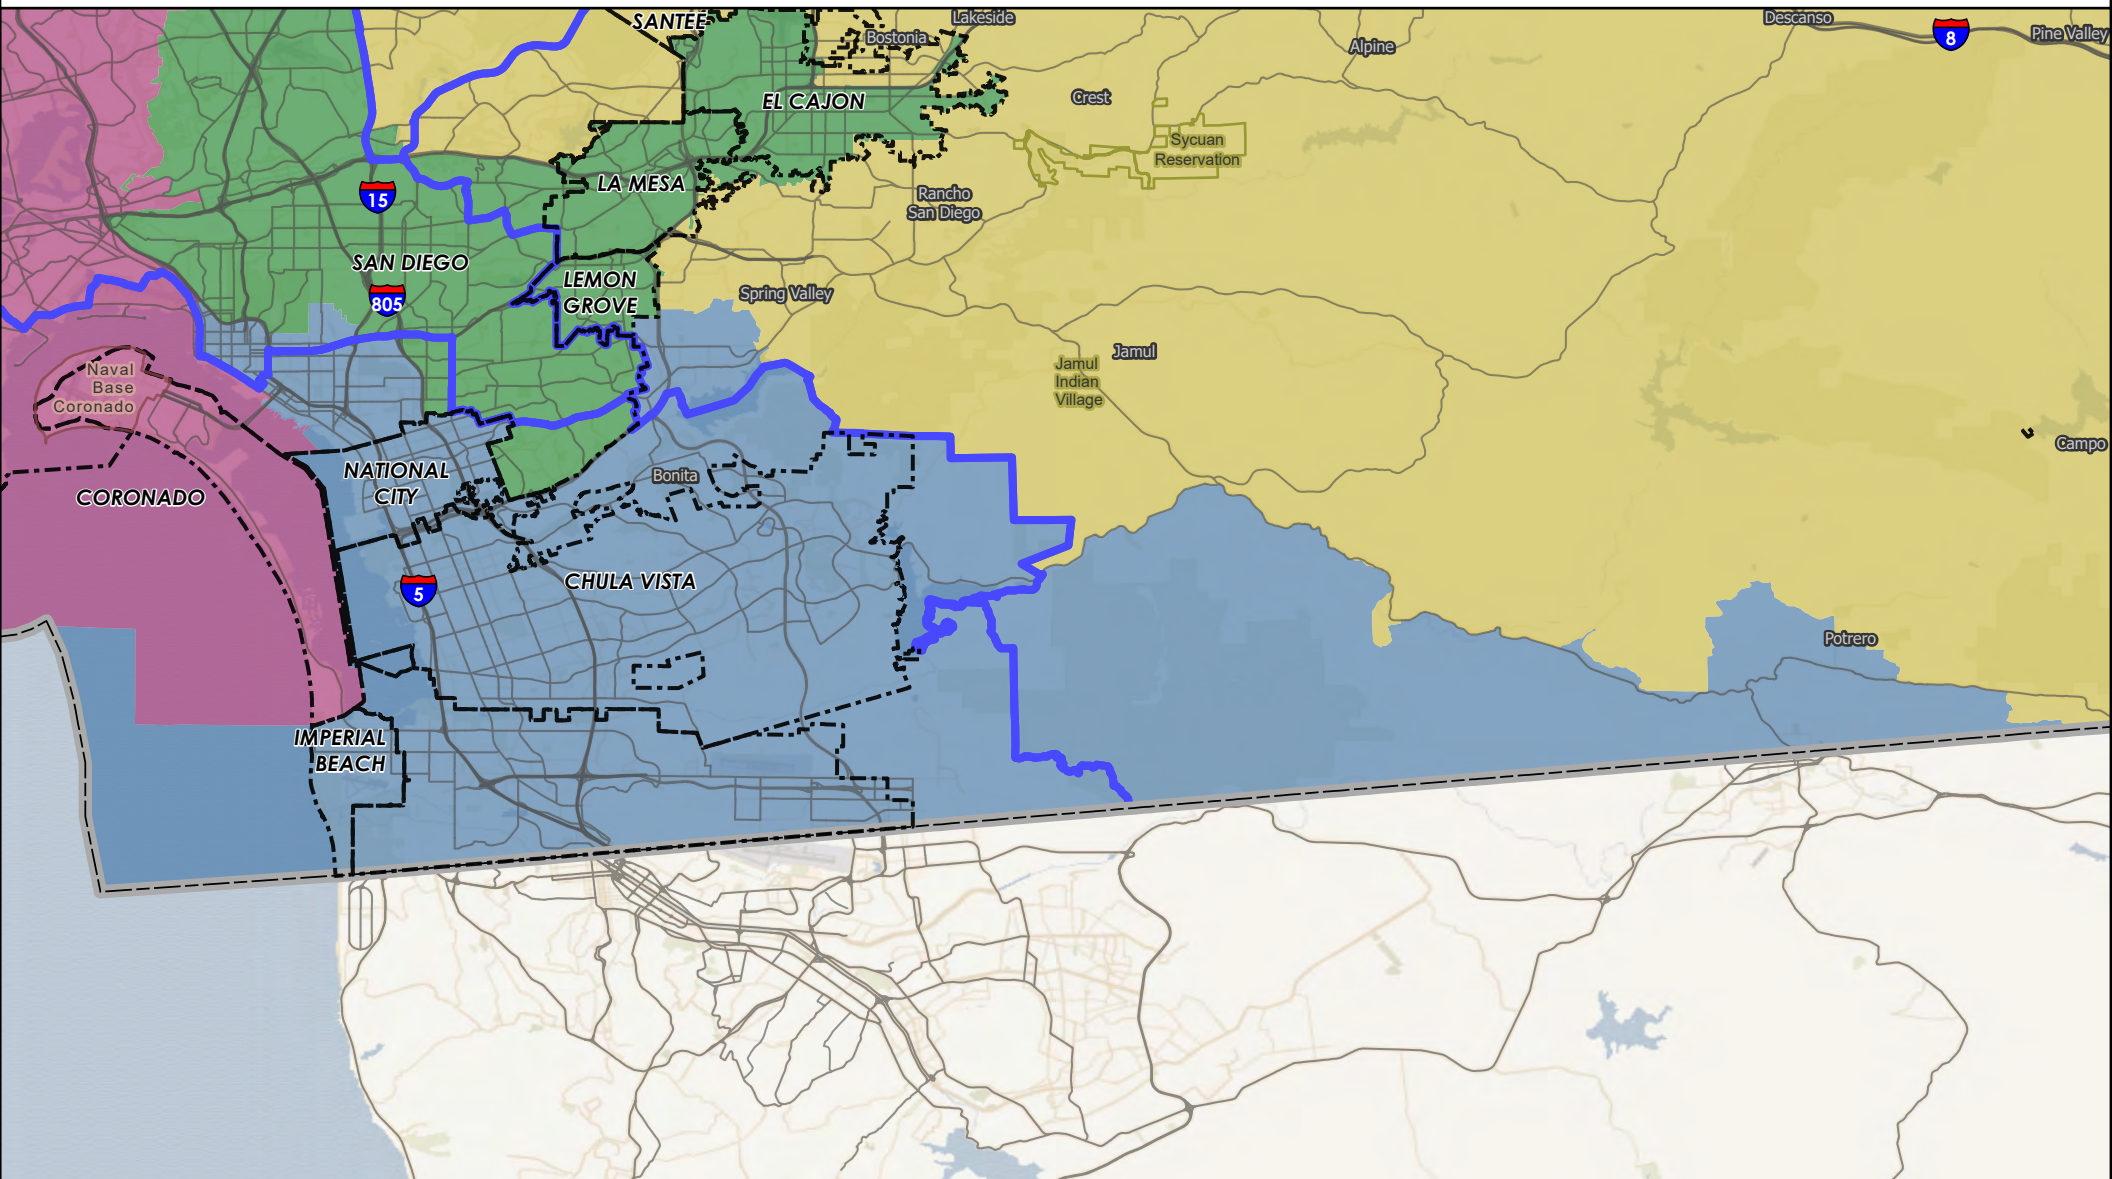 SANTEE
Lakeside
Descanso
8
Pine Valley
Bostonia
Alpine
EL CAJON
Crest
Sycuan
Reservation
LA MESA
15
Rancho
San Diego
SAN DIEGO
LEMON
GROVE
805
Spring Valley
Jamul
Jamul
Indian
Village
Naval
Base
Coronado
Campo
NATIONAL
CITY
Bonita
CORONADO
CHULA VISTA
5
Potrero
IMPERIAL
BEACH